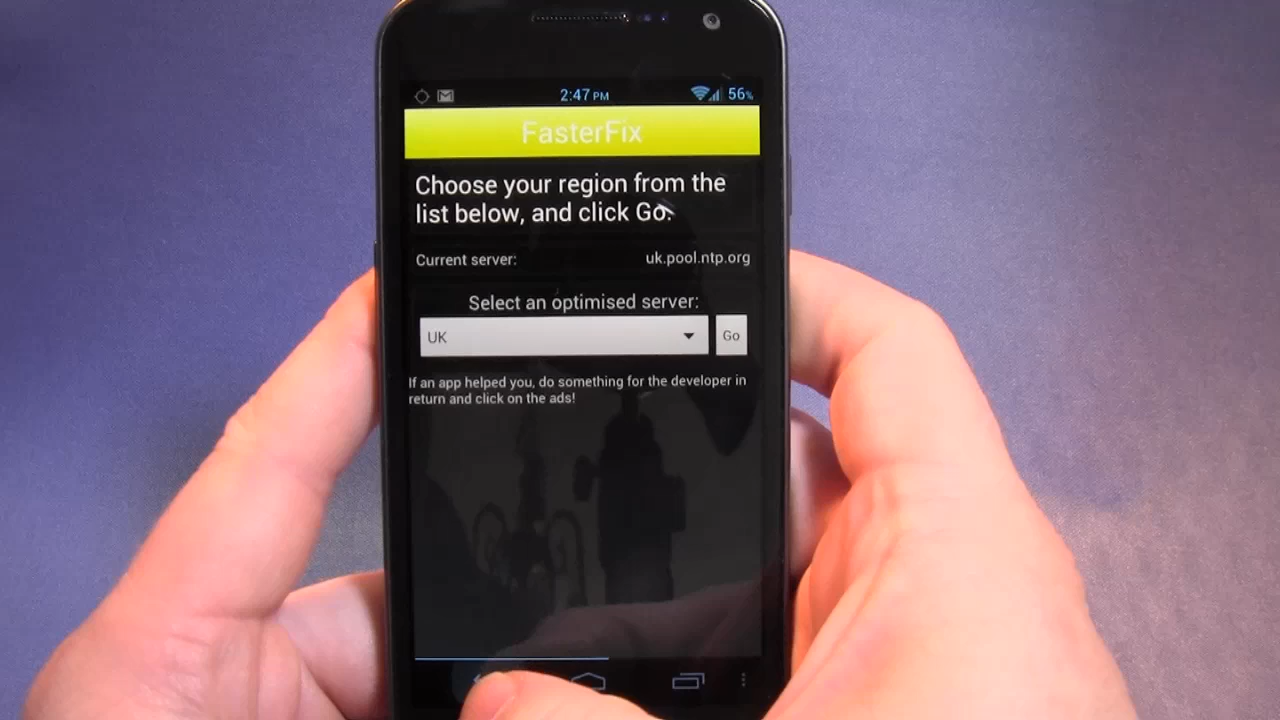 2:47 PM 56%
FasterFix
Choose your region from the
list below, and click Go.
Current server: uk.pool.ntp.org
Select an optimised server:
UK Go
If an app helped you, do something for the developer in
return and click on the ads!